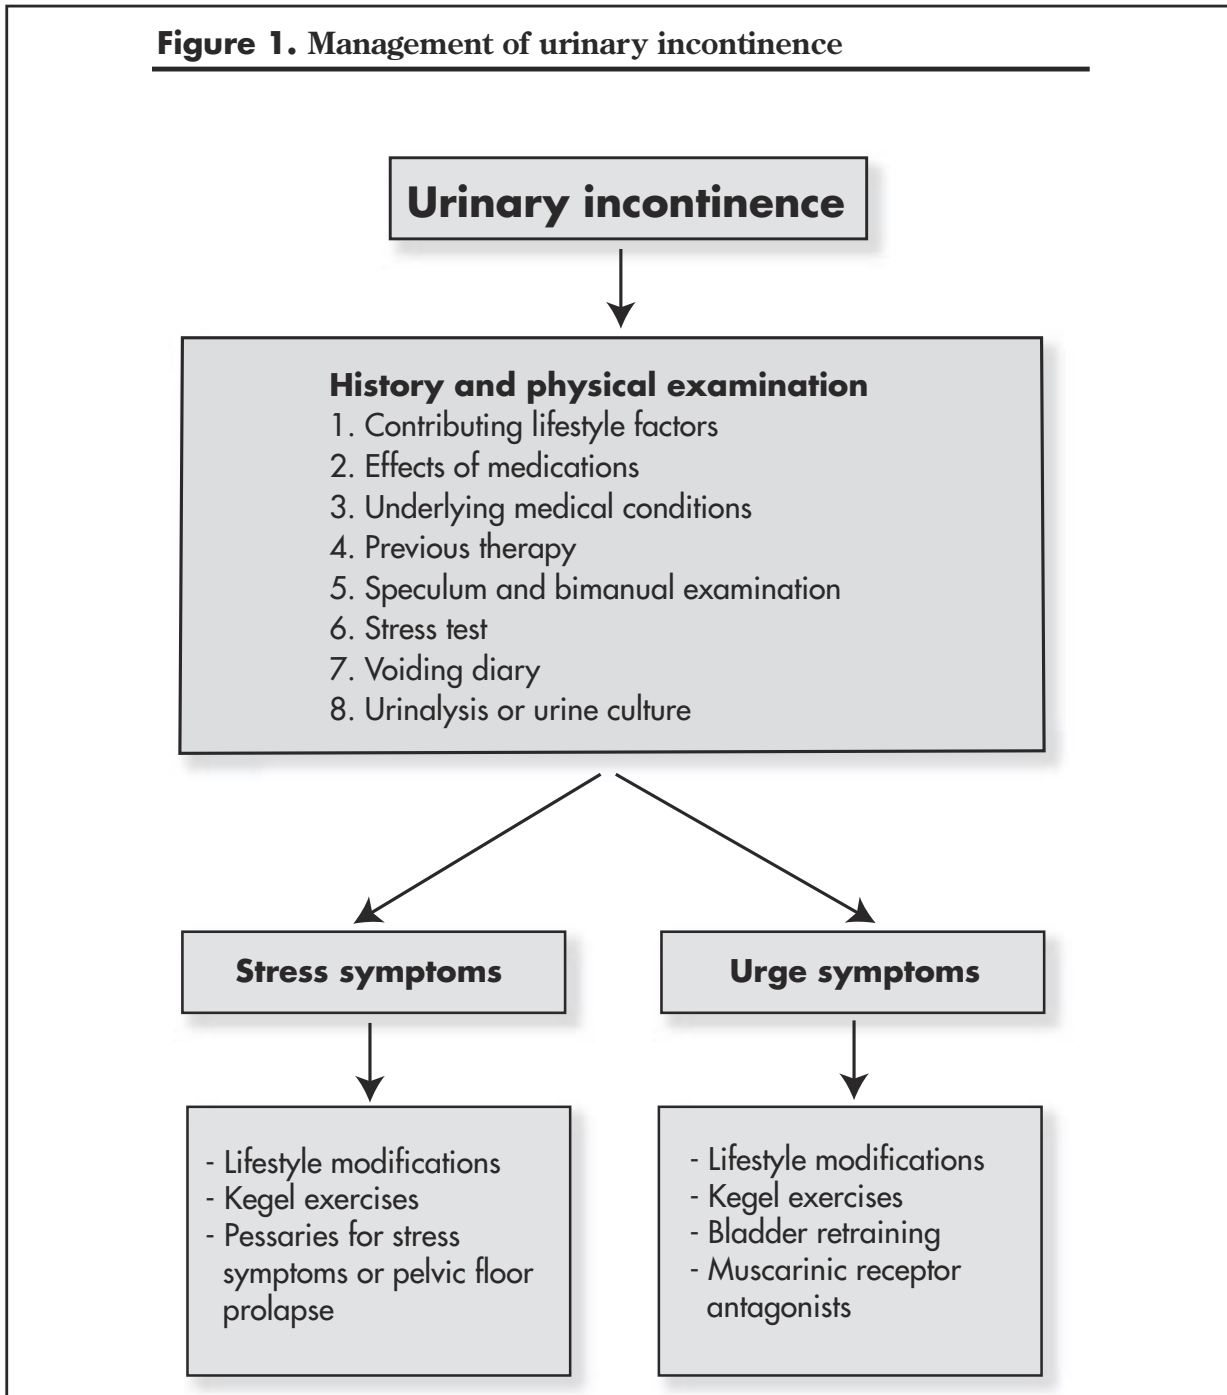 Figure 1. Management of urinary incontinence
Urinary incontinence
History and physical examination
1. Contributing lifestyle factors
2. Effects of medications
3. Underlying medical conditions
4. Previous therapy
5. Speculum and bimanual examination
6. Stress test
7. Voiding diary
8. Urinalysis or urine culture
Stress symptoms
Urge symptoms
- Lifestyle modifications
- Kegel exercises
- Pessaries for stress
symptoms or pelvic floor
prolapse
- Lifestyle modifications
- Kegel exercises
- Bladder retraining
- Muscarinic receptor
antagonists